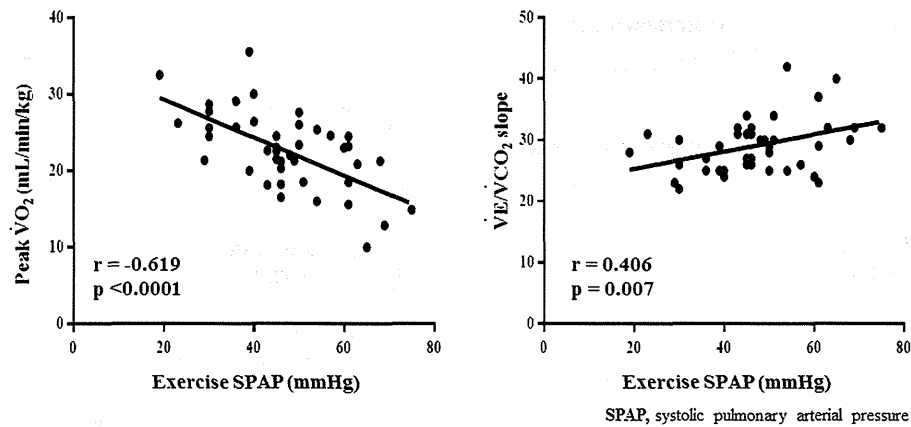 40
30
20
10
0
Peak V̇O2 (mL/min/kg)
r = -0.619
p <0.0001
0 20 40 60 80
Exercise SPAP (mmHg)
50
40
30
20
10
0
V̇E/V̇CO2 slope
r = 0.406
p = 0.007
0 20 40 60 80
Exercise SPAP (mmHg)
SPAP, systolic pulmonary arterial pressure